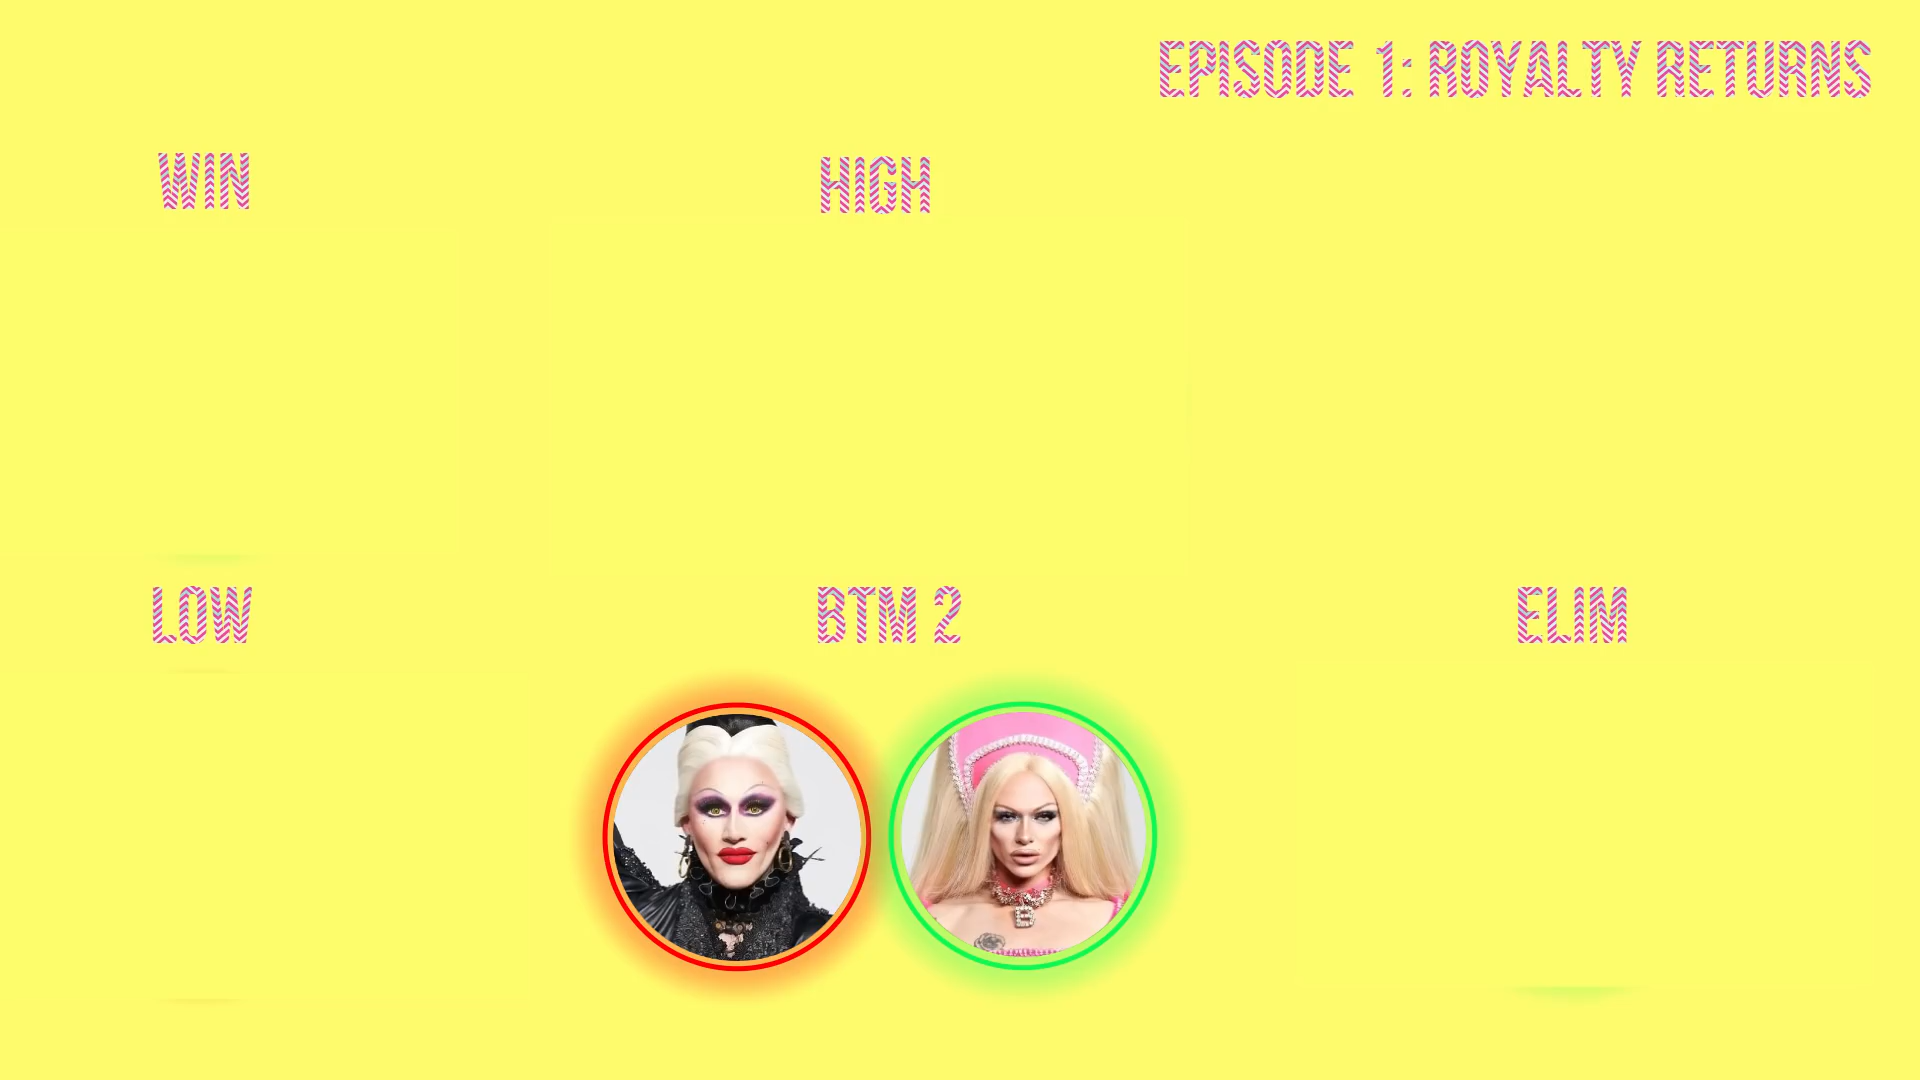 EPISODE 1: ROYALTY RETURNS
WIN
HIGH
LOW
BTM 2
ELIM
B